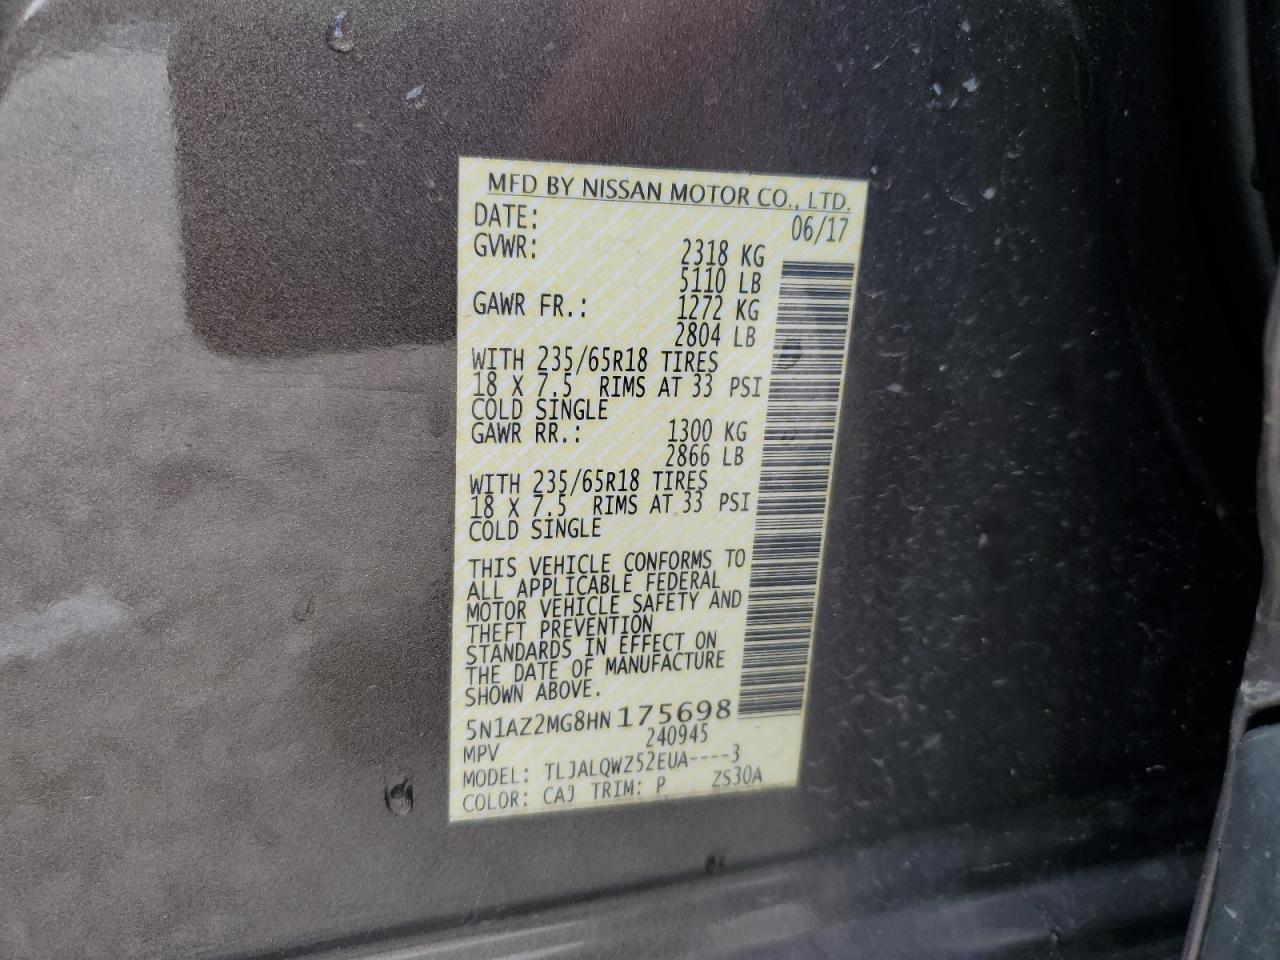 MFD BY NISSAN MOTOR CO., LTD.
DATE: 06/17
GVWR: 2318 KG
5110 LB
GAWR FR.: 1272 KG
2804 LB
WITH 235/65R18 TIRES
18 X 7.5 RIMS AT 33 PSI
COLD SINGLE
GAWR RR.: 1300 KG
2866 LB
WITH 235/65R18 TIRES
18 X 7.5 RIMS AT 33 PSI
COLD SINGLE
THIS VEHICLE CONFORMS TO
ALL APPLICABLE FEDERAL
MOTOR VEHICLE SAFETY AND
THEFT PREVENTION
STANDARDS IN EFFECT ON
THE DATE OF MANUFACTURE
SHOWN ABOVE.
5N1AZ2MG8HN175698
MPV 240945
MODEL: TLJALQWZ52EUA----3
COLOR: CAJ TRIM: P ZS30A